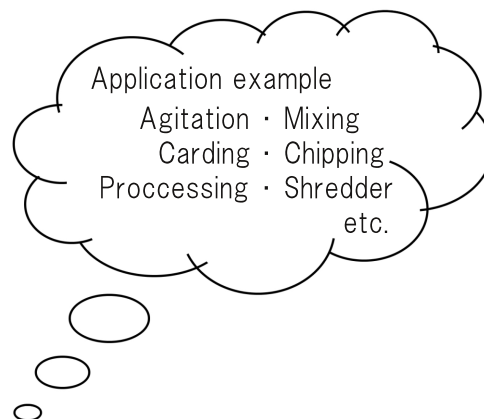 Application example
Agitation · Mixing
Carding · Chipping
Proccessing · Shredder
etc.